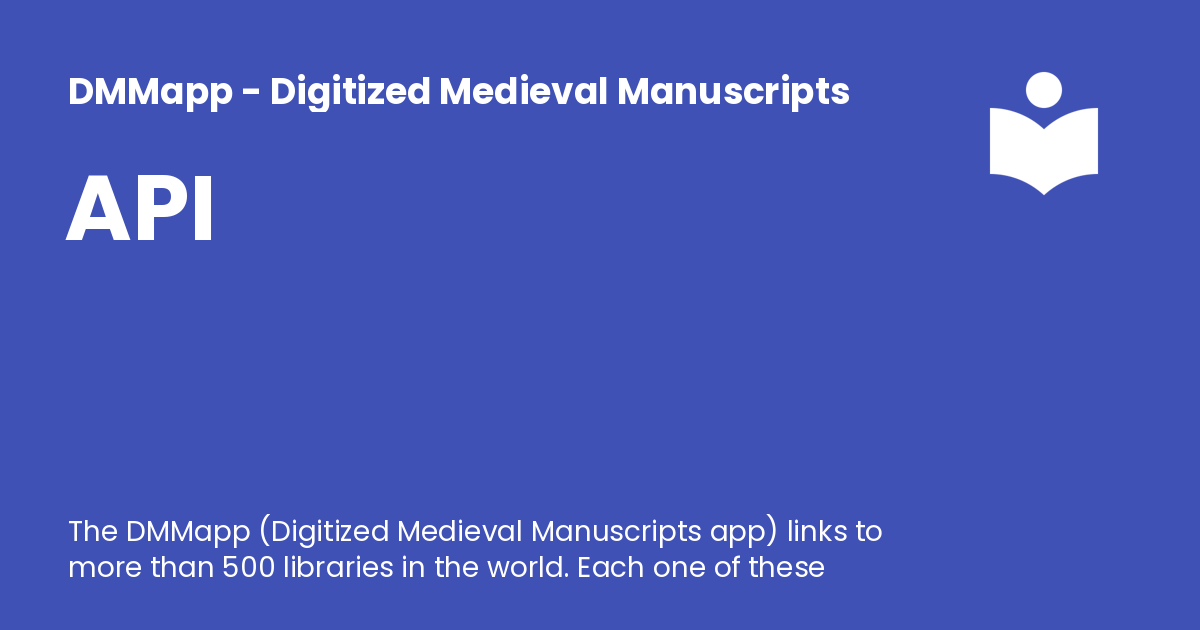 DMMapp - Digitized Medieval Manuscripts
API
The DMMapp (Digitized Medieval Manuscripts app) links to
more than 500 libraries in the world. Each one of these